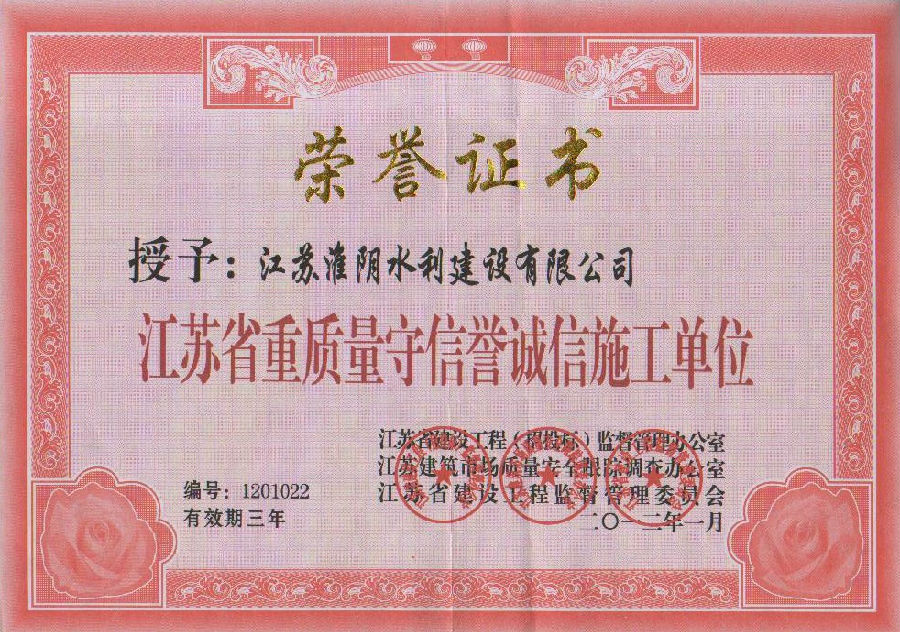 荣誉证书
授予：江苏淮阴水利建设有限公司
江苏省重质量守信誉诚信施工单位
江苏省建设工程（招投标）监督管理办公室
江苏建筑市场质量安全跟踪调查办公室
江苏省建设工程监督管理委员会
编号：1201022
有效期三年
二〇一二年一月